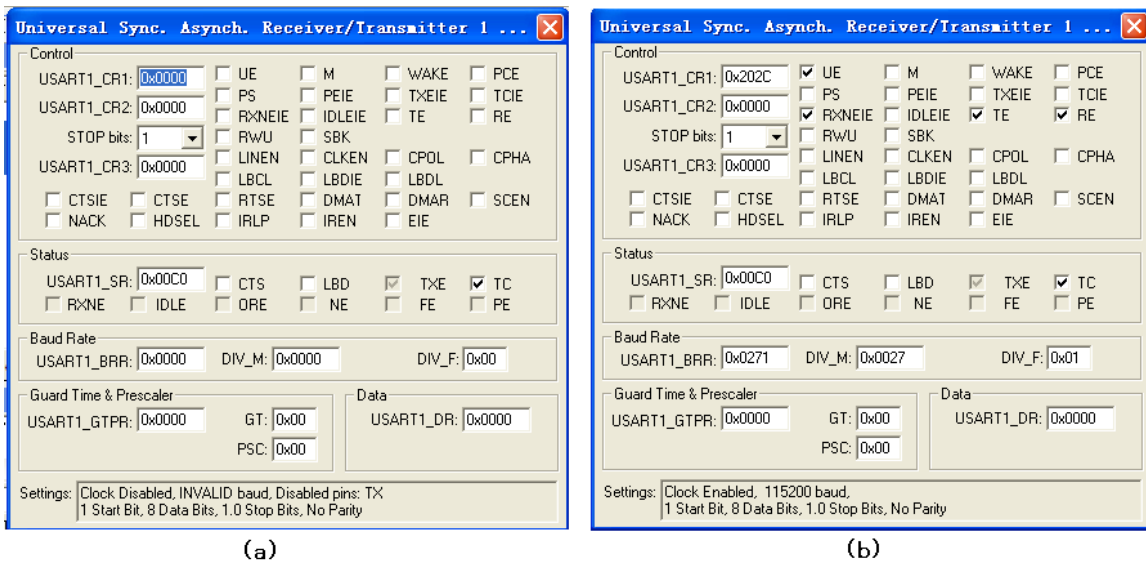 Universal Sync. Asynch. Receiver/Transmitter 1 ...
Control
USART1_CR1: 0x0000 UE M WAKE PCE
PS PEIE TXEIE TCIE
USART1_CR2: 0x0000 RXNEIE IDLEIE TE RE
STOP bits: 1 RWU SBK
USART1_CR3: 0x0000 LINEN CLKEN CPOL CPHA
LBCL LBDIE LBDL
CTSIE CTSE RTSE DMAT DMAR SCEN
NACK HDSEL IRLP IREN EIE
Status
USART1_SR: 0x00C0 CTS LBD TXE TC
RXNE IDLE ORE NE FE PE
Baud Rate
USART1_BRR: 0x0000 DIV_M: 0x0000 DIV_F: 0x00
Guard Time & Prescaler Data
USART1_GTPR: 0x0000 GT: 0x00 USART1_DR: 0x0000
PSC: 0x00
Settings: Clock Disabled, INVALID baud, Disabled pins: TX
1 Start Bit, 8 Data Bits, 1.0 Stop Bits, No Parity
(a)
Universal Sync. Asynch. Receiver/Transmitter 1 ...
Control
USART1_CR1: 0x202C UE M WAKE PCE
PS PEIE TXEIE TCIE
USART1_CR2: 0x0000 RXNEIE IDLEIE TE RE
STOP bits: 1 RWU SBK
USART1_CR3: 0x0000 LINEN CLKEN CPOL CPHA
LBCL LBDIE LBDL
CTSIE CTSE RTSE DMAT DMAR SCEN
NACK HDSEL IRLP IREN EIE
Status
USART1_SR: 0x00C0 CTS LBD TXE TC
RXNE IDLE ORE NE FE PE
Baud Rate
USART1_BRR: 0x0271 DIV_M: 0x0027 DIV_F: 0x01
Guard Time & Prescaler Data
USART1_GTPR: 0x0000 GT: 0x00 USART1_DR: 0x0000
PSC: 0x00
Settings: Clock Enabled, 115200 baud,
1 Start Bit, 8 Data Bits, 1.0 Stop Bits, No Parity
(b)